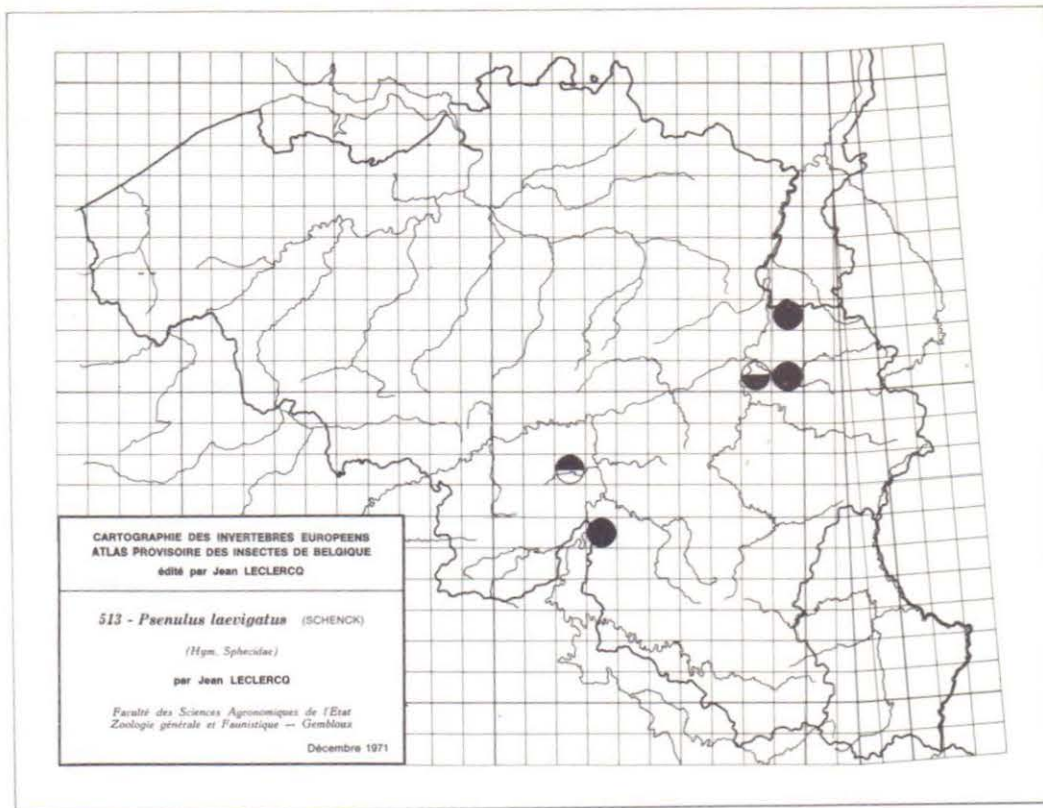 CARTOGRAPHIE DES INVERTEBRES EUROPEENS
ATLAS PROVISOIRE DES INSECTES DE BELGIQUE
édité par Jean LECLERCQ
513 - Psenulus laevigatus (SCHENCK)
(Hym. Sphecidae)
par Jean LECLERCQ
Faculté des Sciences Agronomiques de l'Etat
Zoologie générale et Faunistique — Gembloux
Décembre 1971